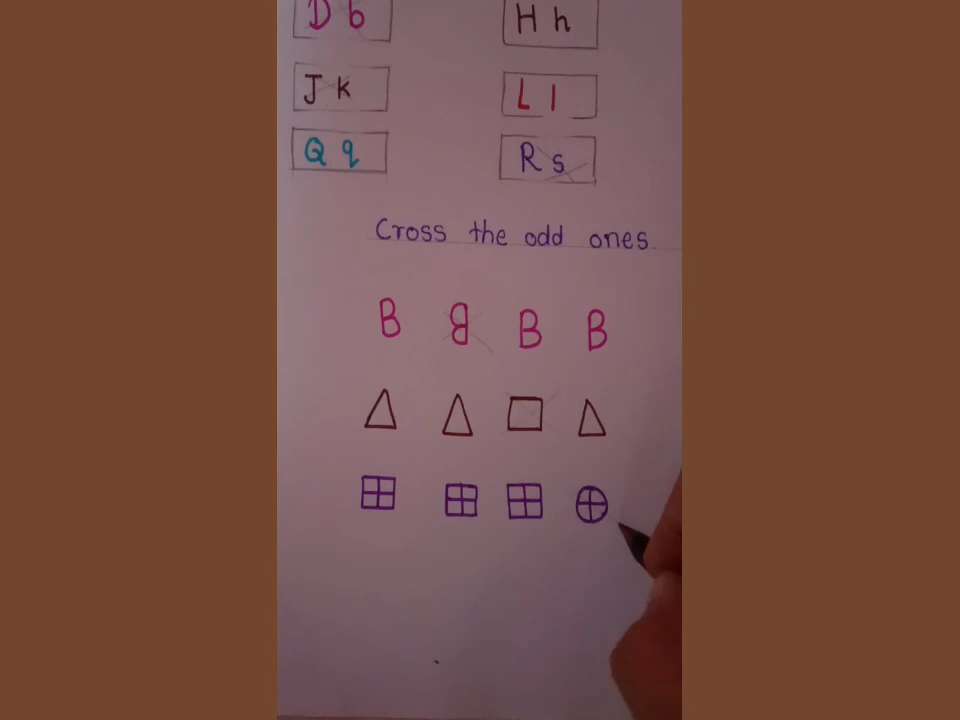 D b H h
J k L l
Q q R s
Cross the odd ones.
B B B B